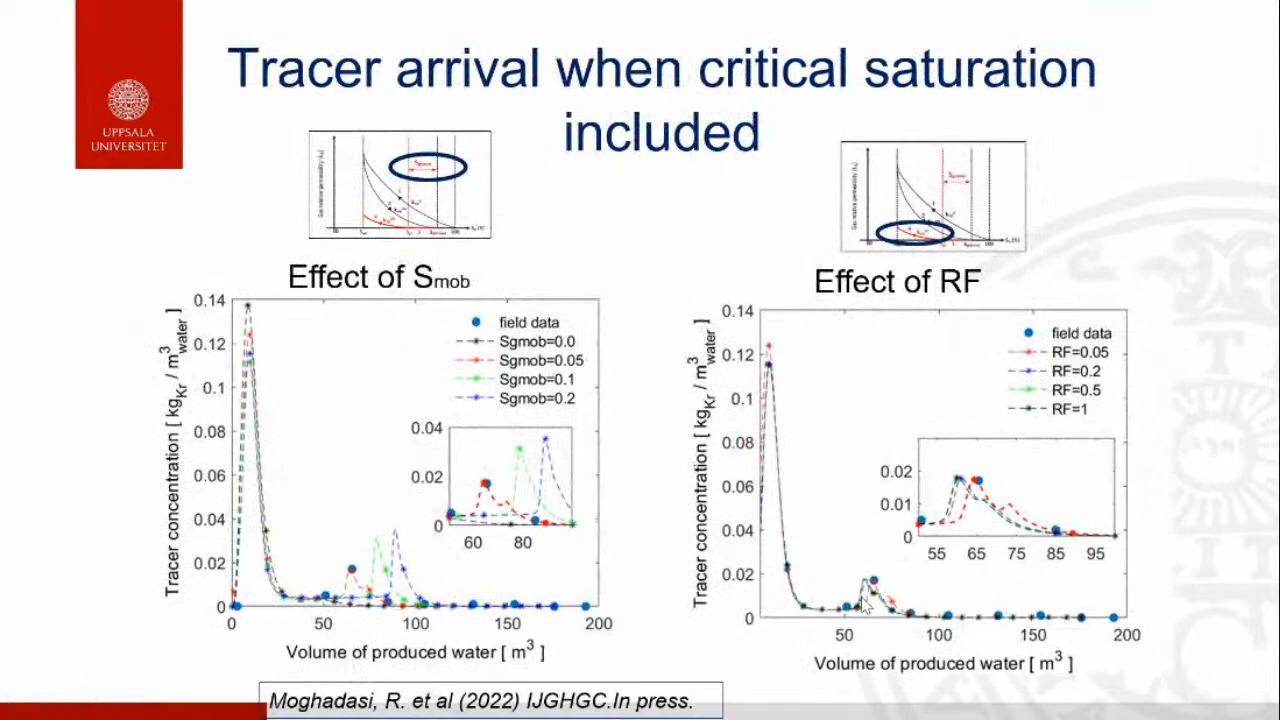 UPPSALA
UNIVERSITET
Tracer arrival when critical saturation
included
Effect of Smob
0.14
0.12
0.1
0.08
0.06
0.04
0.02
0
0
50
100
150
200
Tracer concentration [ kgKr / m3water ]
Volume of produced water [ m3 ]
field data
Sgmob=0.0
Sgmob=0.05
Sgmob=0.1
Sgmob=0.2
0.04
0.02
0
60
80
Effect of RF
0.14
0.12
0.1
0.08
0.06
0.04
0.02
0
50
100
150
200
Tracer concentration [ kgKr / m3water ]
Volume of produced water [ m3 ]
field data
RF=0.05
RF=0.2
RF=0.5
RF=1
0.02
0.01
0
55
65
75
85
95
Moghadasi, R. et al (2022) IJGHGC.In press.